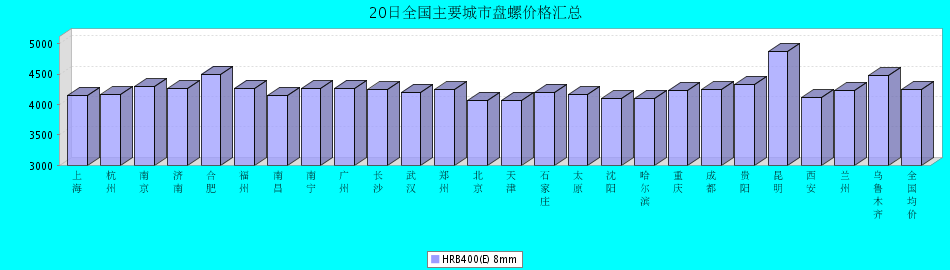 20日全国主要城市盘螺价格汇总
5000
4500
4000
3500
3000
上海
杭州
南京
济南
合肥
福州
南昌
南宁
广州
长沙
武汉
郑州
北京
天津
石家庄
太原
沈阳
哈尔滨
重庆
成都
贵阳
昆明
西安
兰州
乌鲁木齐
全国均价
HRB400(E) 8mm